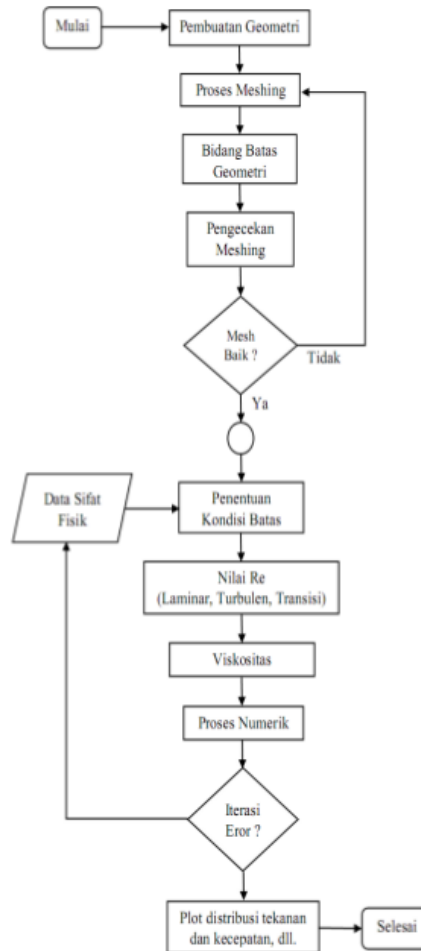 Mulai
Pembuatan Geometri
Proses Meshing
Bidang Batas
Geometri
Pengecekan
Meshing
Mesh
Baik ?
Tidak
Ya
Data Sifat
Fisik
Penentuan
Kondisi Batas
Nilai Re
(Laminar, Turbulen, Transisi)
Viskositas
Proses Numerik
Iterasi
Eror ?
Plot distribusi tekanan
dan kecepatan, dll.
Selesai